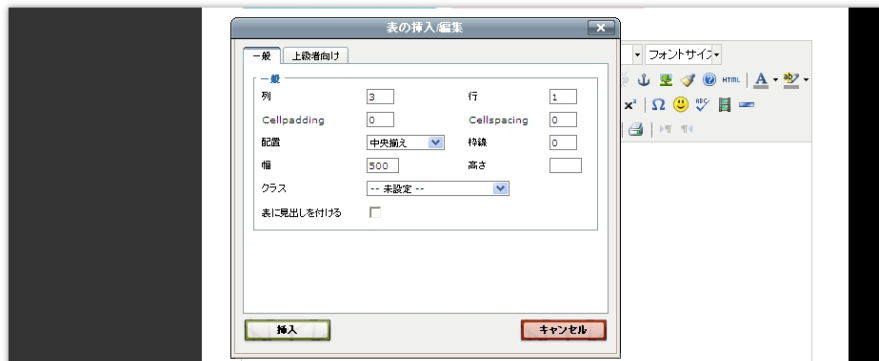 表の挿入/編集
一般 上級者向け
フォントサイズ
一般
HTML A ab
列 3 行 1
x² Ω ABC
Cellpadding 0 Cellspacing 0
配置 中央揃え 枠線 0
幅 500 高さ
クラス -- 未設定 --
表に見出しを付ける
挿入 キャンセル